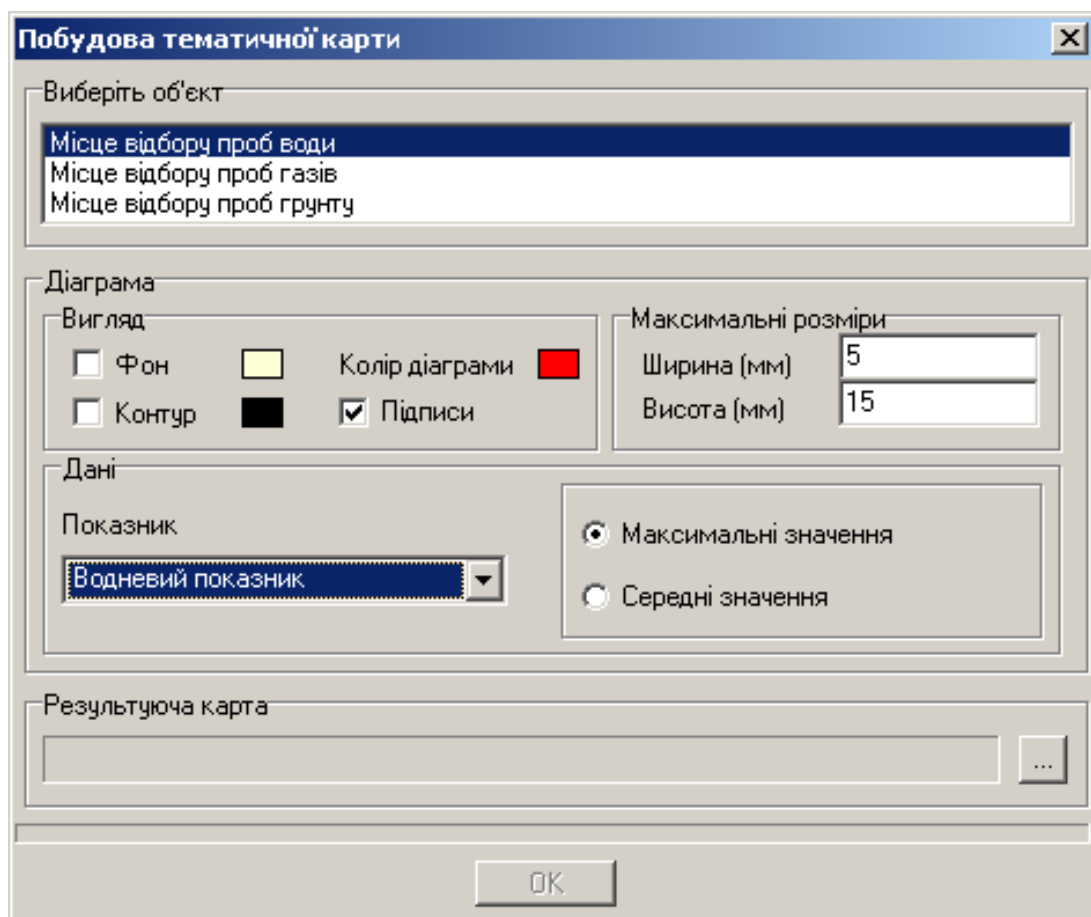 Побудова тематичної карти
Виберіть об'єкт
Місце відбору проб води
Місце відбору проб газів
Місце відбору проб грунту
Діаграма
Вигляд
Фон
Колір діаграми
Контур
Підписи
Максимальні розміри
Ширина (мм)
5
Висота (мм)
15
Дані
Показник
Водневий показник
Максимальні значення
Середні значення
Результуюча карта
...
OK